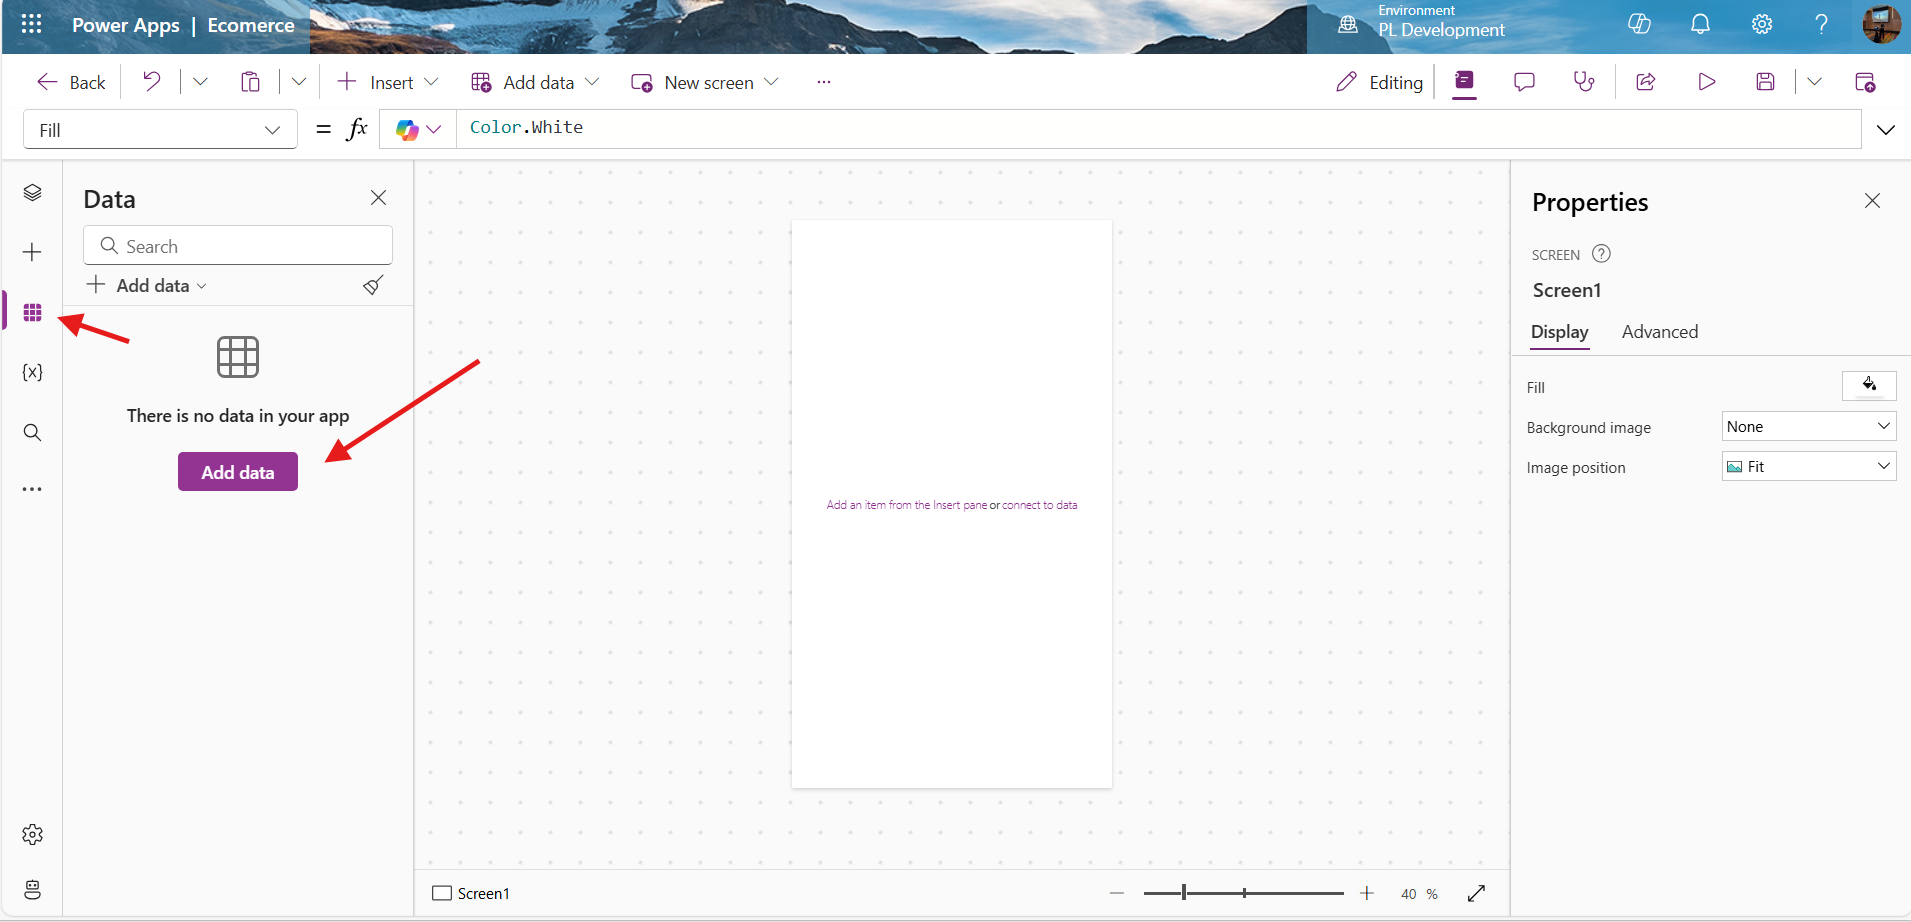 Power Apps | Ecomerce
Environment
PL Development
Back
Insert
Add data
New screen
...
Editing
Fill
= fx
Color.White
Data
Search
Add data
{x}
There is no data in your app
Add data
Add an item from the Insert pane or connect to data
Properties
SCREEN ?
Screen1
Display Advanced
Fill
Background image None
Image position Fit
Screen1
40 %